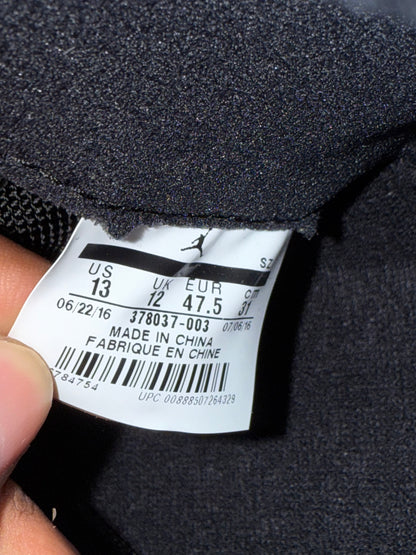 SZ
US UK EUR cm
13 12 47.5 31
06/22/16 378037-003 07/06/16
MADE IN CHINA
FABRIQUE EN CHINE
784754
UPC 00888507264329